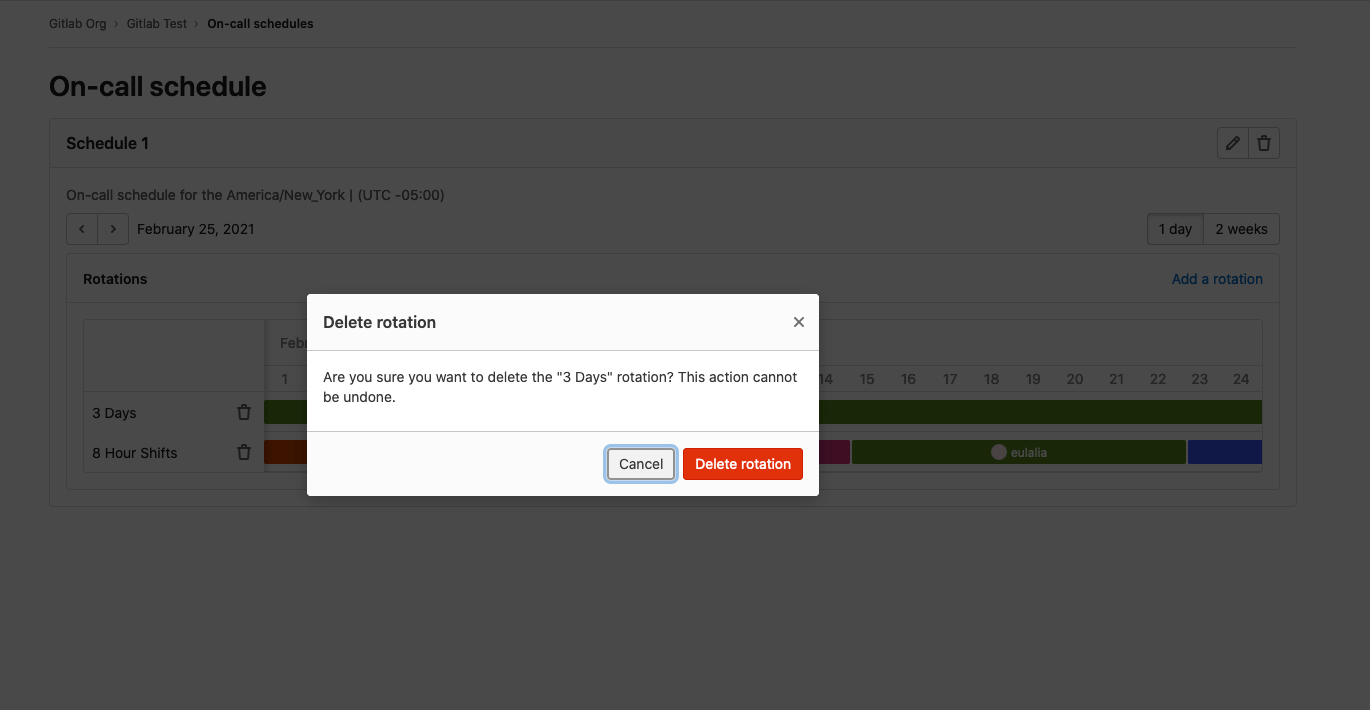 Gitlab Org › Gitlab Test › On-call schedules
On-call schedule
Schedule 1
On-call schedule for the America/New_York | (UTC -05:00)
February 25, 2021
1 day 2 weeks
Rotations
Add a rotation
Delete rotation
Are you sure you want to delete the "3 Days" rotation? This action cannot
be undone.
Cancel Delete rotation
1 14 15 16 17 18 19 20 21 22 23 24
3 Days
8 Hour Shifts
eulalia